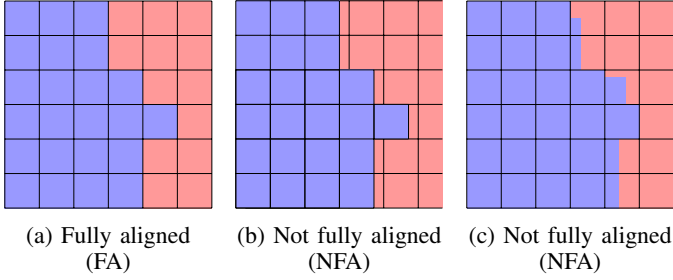 (a) Fully aligned (FA)
(b) Not fully aligned (NFA)
(c) Not fully aligned (NFA)